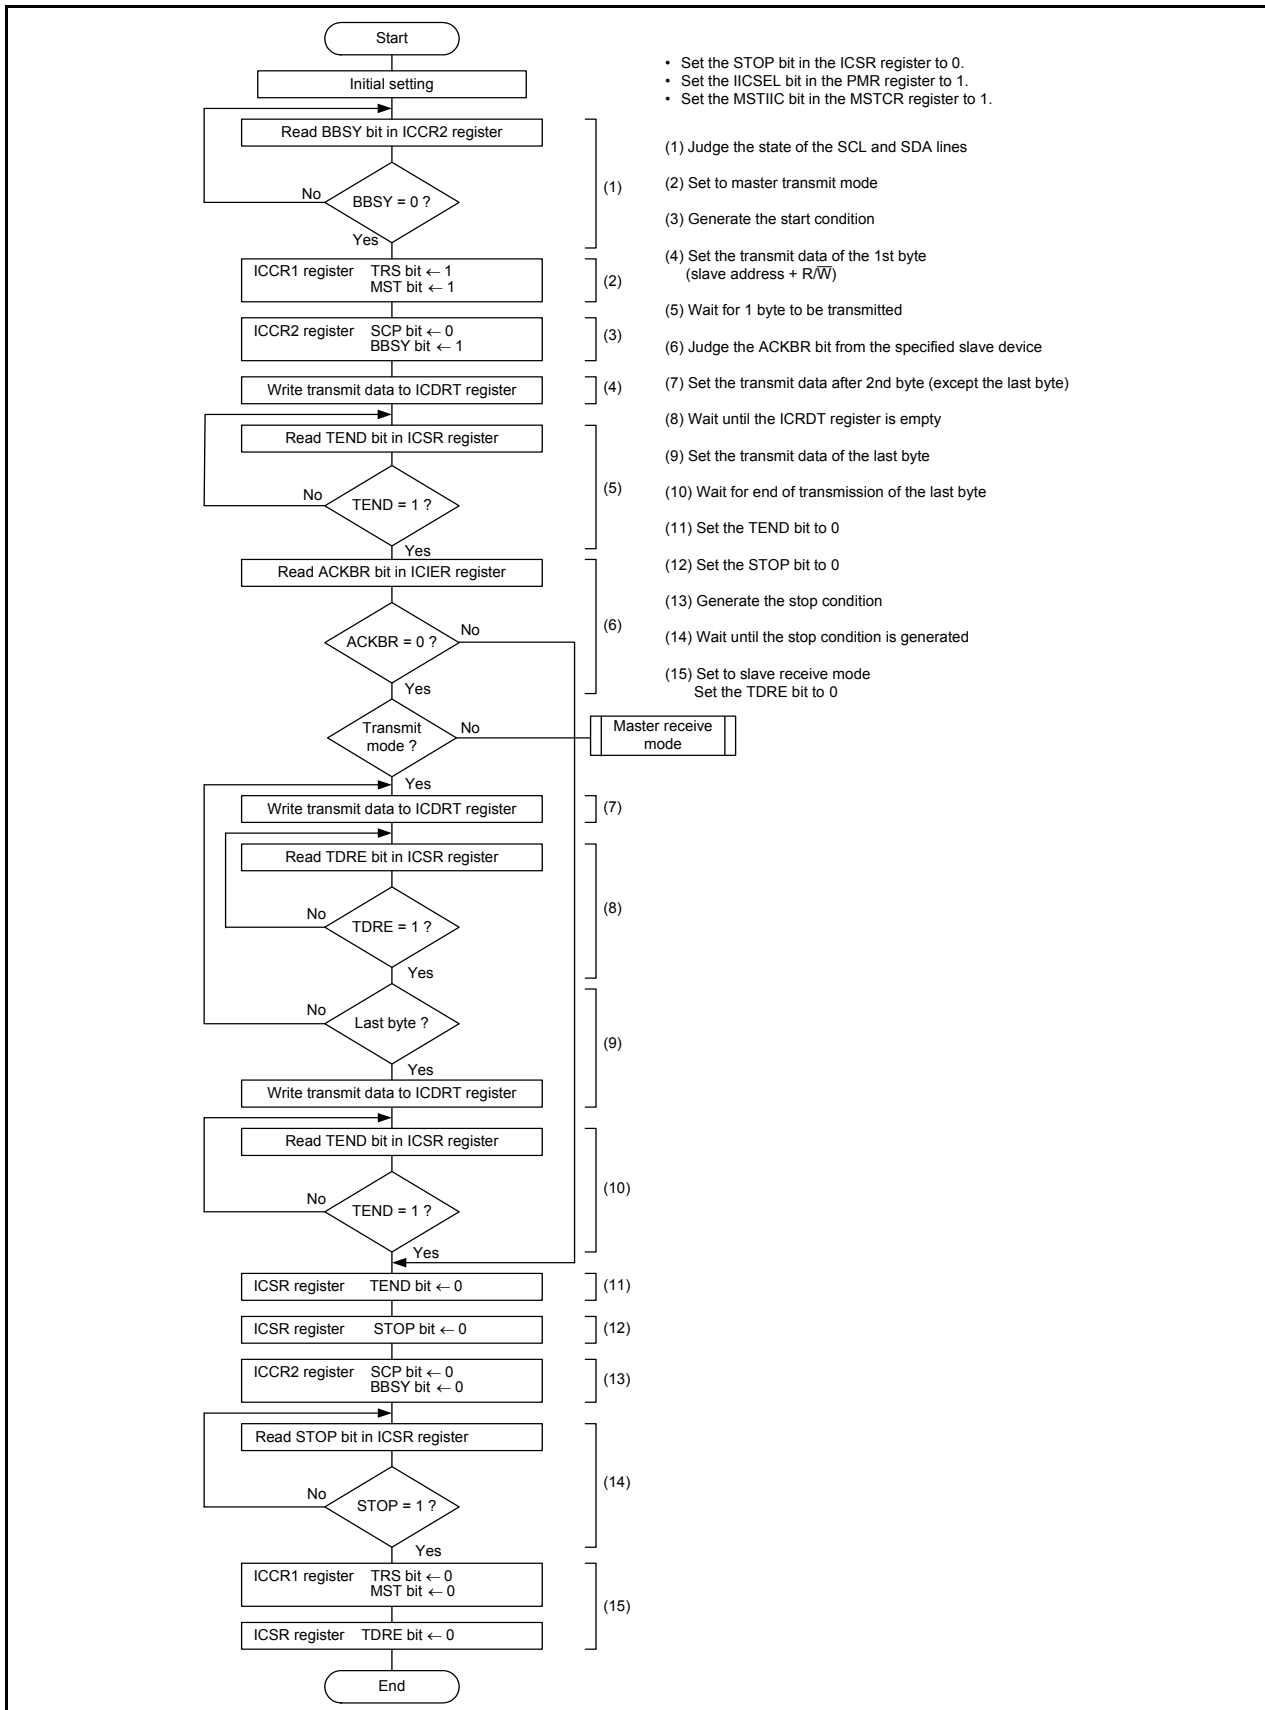 Start
Initial setting
• Set the STOP bit in the ICSR register to 0.
• Set the IICSEL bit in the PMR register to 1.
• Set the MSTIIC bit in the MSTCR register to 1.
Read BBSY bit in ICCR2 register
BBSY = 0 ?
No
Yes
(1)
ICCR1 register TRS bit ← 1
MST bit ← 1
(2)
ICCR2 register SCP bit ← 0
BBSY bit ← 1
(3)
Write transmit data to ICDRT register
(4)
Read TEND bit in ICSR register
TEND = 1 ?
No
Yes
(5)
Read ACKBR bit in ICIER register
ACKBR = 0 ?
No
Yes
(6)
Transmit
mode ?
No
Yes
Master receive
mode
Write transmit data to ICDRT register
(7)
Read TDRE bit in ICSR register
TDRE = 1 ?
No
Yes
(8)
Last byte ?
No
Yes
Write transmit data to ICDRT register
(9)
Read TEND bit in ICSR register
TEND = 1 ?
No
Yes
(10)
ICSR register TEND bit ← 0
(11)
ICSR register STOP bit ← 0
(12)
ICCR2 register SCP bit ← 0
BBSY bit ← 0
(13)
Read STOP bit in ICSR register
STOP = 1 ?
No
Yes
(14)
ICCR1 register TRS bit ← 0
MST bit ← 0
ICSR register TDRE bit ← 0
(15)
End
(1) Judge the state of the SCL and SDA lines
(2) Set to master transmit mode
(3) Generate the start condition
(4) Set the transmit data of the 1st byte
(slave address + R/W̅)
(5) Wait for 1 byte to be transmitted
(6) Judge the ACKBR bit from the specified slave device
(7) Set the transmit data after 2nd byte (except the last byte)
(8) Wait until the ICRDT register is empty
(9) Set the transmit data of the last byte
(10) Wait for end of transmission of the last byte
(11) Set the TEND bit to 0
(12) Set the STOP bit to 0
(13) Generate the stop condition
(14) Wait until the stop condition is generated
(15) Set to slave receive mode
Set the TDRE bit to 0